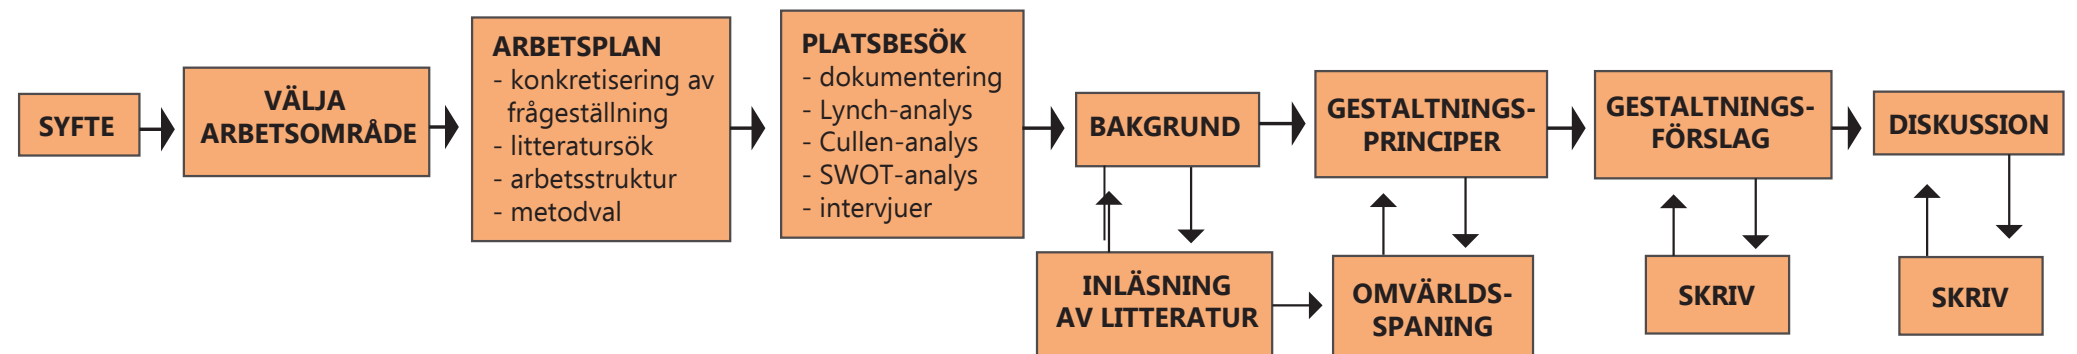 SYFTE
VÄLJA
ARBETSOMRÅDE
ARBETSPLAN
- konkretisering av
frågeställning
- litteratursök
- arbetsstruktur
- metodval
PLATSBESÖK
- dokumentering
- Lynch-analys
- Cullen-analys
- SWOT-analys
- intervjuer
BAKGRUND
GESTALTNINGS-
PRINCIPER
GESTALTNINGS-
FÖRSLAG
DISKUSSION
INLÄSNING
AV LITTERATUR
OMVÄRLDS-
SPANING
SKRIV
SKRIV